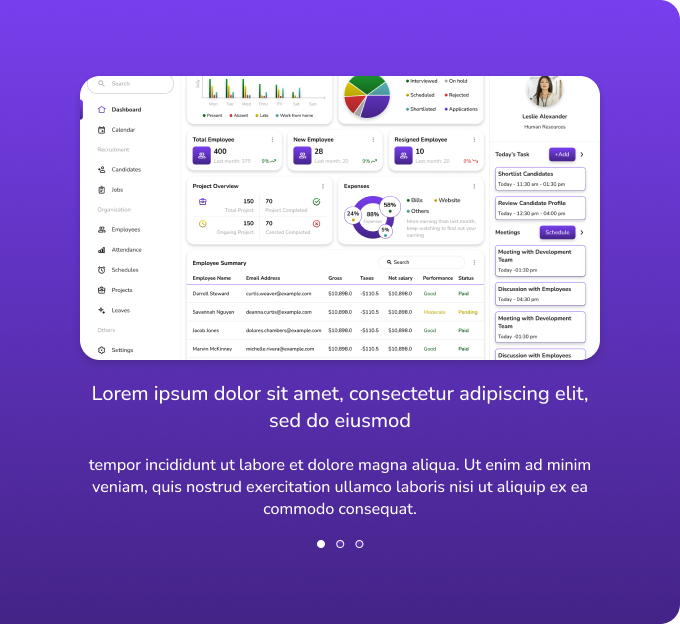 Search
Dashboard
Calendar
Recruitment
Candidates
Jobs
Organization
Employees
Attendance
Schedules
Projects
Leaves
Others
Settings
Mon Tue Wed Thru Fri Sat Sun
Present Absent Late Work from home
Interviewed On hold
Scheduled Rejected
Shortlisted Applications
Total Employee
400
Last month: 375 9%
New Employee
28
Last month: 20 9%
Resigned Employee
10
Last month: 20 0%
Project Overview
150 70
Total Project Project Completed
150 70
Ongoing Project Canceled Completed
Expenses
24% 88% 58%
Expenses
5%
Bills Website
Others
More earning than last month,
keep watching to find out your
earning
Employee Summary
Search
Employee Name Email Address Gross Taxes Net salary Performance Status
Darrell Steward curtis.weaver@example.com $10,898.0 -$110.5 $10,898.0 Good Paid
Savannah Nguyen deanna.curtis@example.com $10,898.0 -$110.5 $10,898.0 Moderate Pending
Jacob Jones dolores.chambers@example.com $10,898.0 -$110.5 $10,898.0 Good Paid
Marvin McKinney michelle.rivera@example.com $10,898.0 -$110.5 $10,898.0 Good Paid
Leslie Alexander
Human Resources
Today's Task +Add
Shortlist Candidates
Today - 11:30 am - 01:30 pm
Review Candidate Profile
Today - 12:30 pm - 04:00 pm
Meetings Schedule
Meeting with Development
Team
Today -01:30 pm
Discussion with Employees
Today - 04:30 pm
Meeting with Development
Team
Today -01:30 pm
Discussion with Employees
Lorem ipsum dolor sit amet, consectetur adipiscing elit,
sed do eiusmod
tempor incididunt ut labore et dolore magna aliqua. Ut enim ad minim
veniam, quis nostrud exercitation ullamco laboris nisi ut aliquip ex ea
commodo consequat.